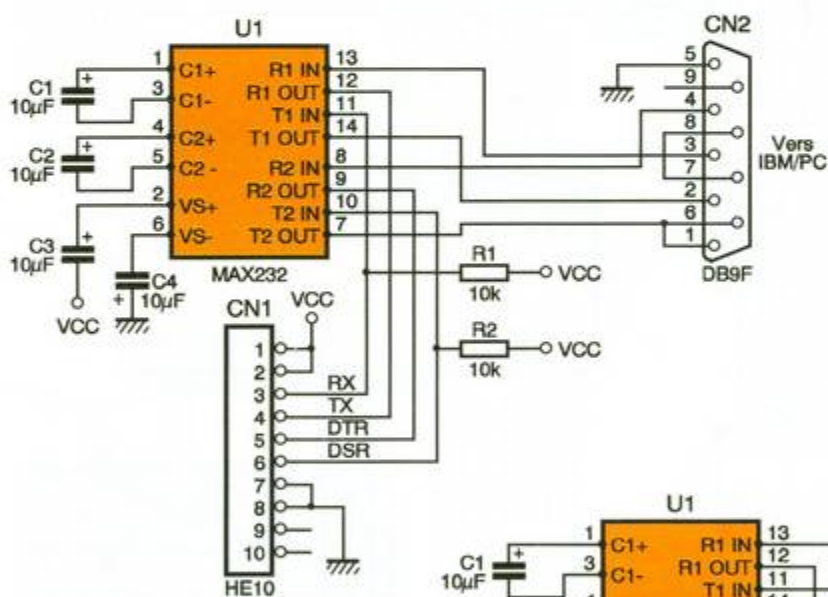 U1
1 C1+ R1 IN 13
3 C1- R1 OUT 12
T1 IN 11
4 C2+ T1 OUT 14
5 C2 - R2 IN 8
R2 OUT 9
2 VS+ T2 IN 10
6 VS- T2 OUT 7
MAX232
C1
10µF
+
C2
10µF
+
C3
10µF
+
VCC
C4
+ 10µF
CN2
5
9
4
8
3
7
2
6
1
DB9F
Vers
IBM/PC
R1
10k
VCC
R2
10k
VCC
CN1
VCC
1
2
3 RX
4 TX
5 DTR
6 DSR
7
8
9
10
HE10
U1
C1
10µF
+
1 C1+ R1 IN 13
3 C1- R1 OUT 12
T1 IN 11